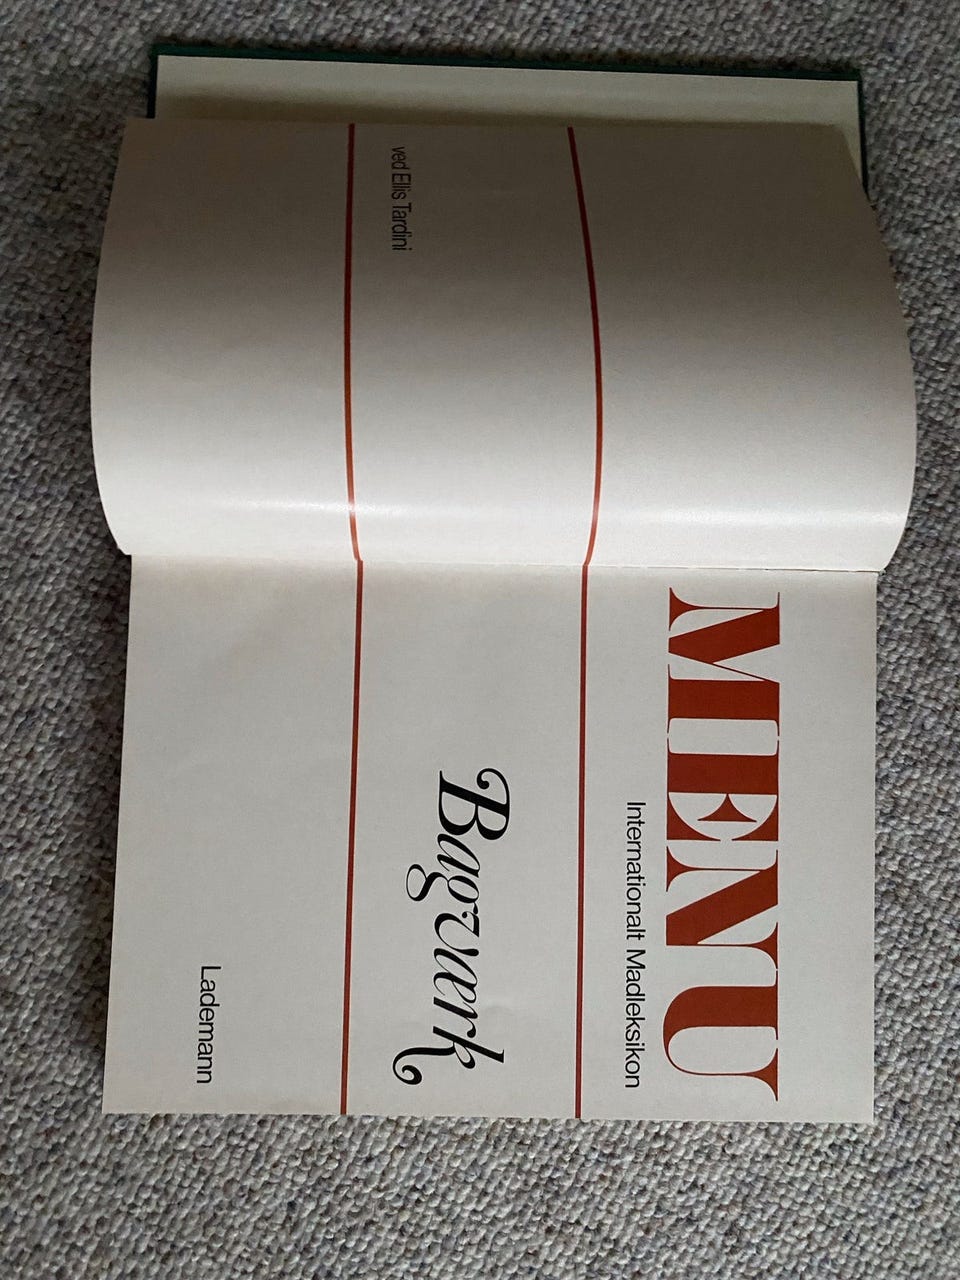 ved Ellis Tardini
MENU
Internationalt Madleksikon
Bagværk
Lademann